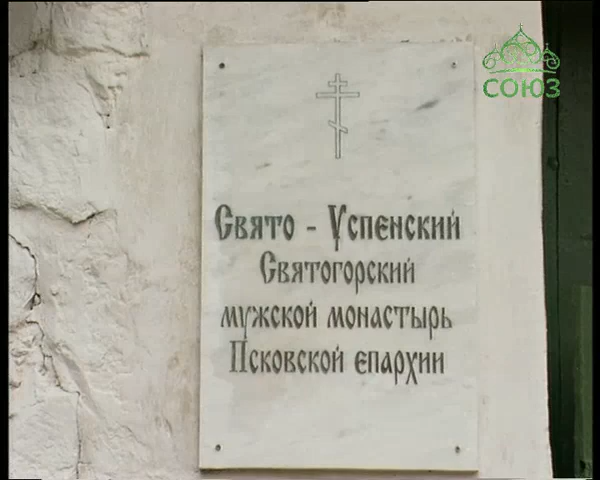 СОЮЗ
Свято - Успенский
Святогорский
мужской монастырь
Псковской епархии